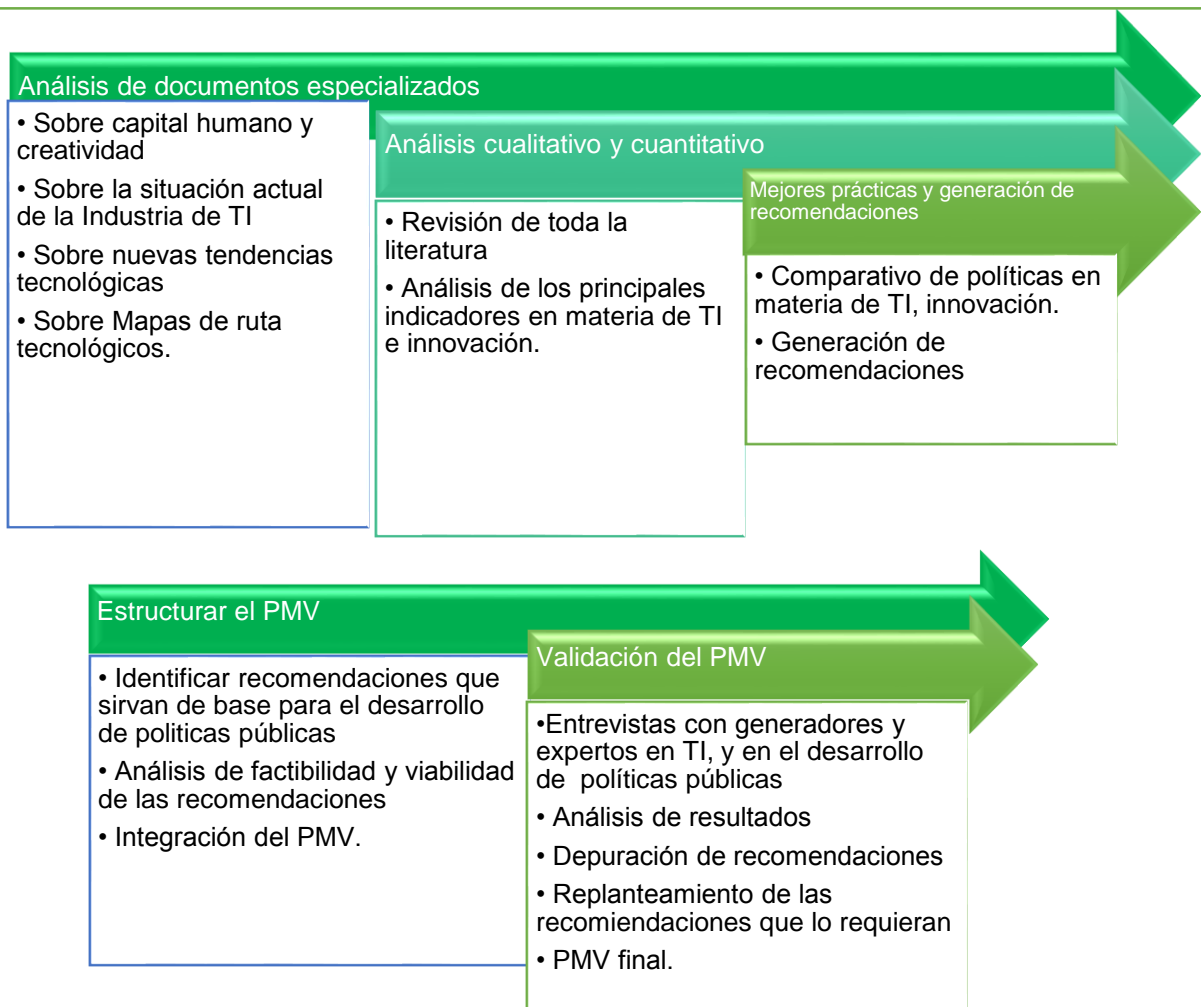 Análisis de documentos especializados
• Sobre capital humano y
creatividad
• Sobre la situación actual
de la Industria de TI
• Sobre nuevas tendencias
tecnológicas
• Sobre Mapas de ruta
tecnológicos.
Análisis cualitativo y cuantitativo
• Revisión de toda la
literatura
• Análisis de los principales
indicadores en materia de TI
e innovación.
Mejores prácticas y generación de
recomendaciones
• Comparativo de políticas en
materia de TI, innovación.
• Generación de
recomendaciones
Estructurar el PMV
• Identificar recomendaciones que
sirvan de base para el desarrollo
de politicas públicas
• Análisis de factibilidad y viabilidad
de las recomendaciones
• Integración del PMV.
Validación del PMV
•Entrevistas con generadores y
expertos en TI, y en el desarrollo
de  políticas públicas
• Análisis de resultados
• Depuración de recomendaciones
• Replanteamiento de las
recomiendaciones que lo requieran
• PMV final.